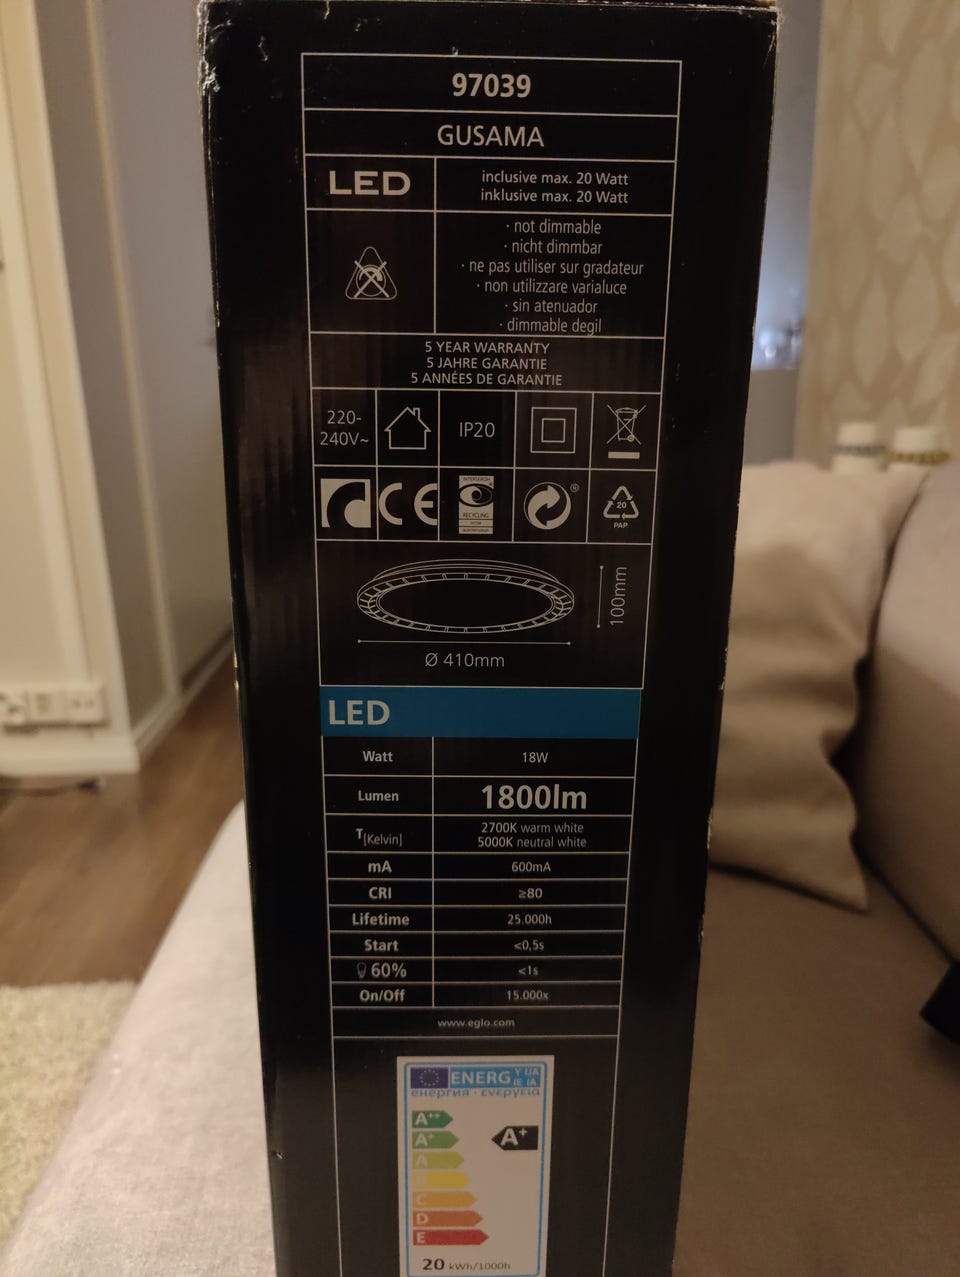 97039
GUSAMA
LED
inclusive max. 20 Watt
inklusive max. 20 Watt
· not dimmable
· nicht dimmbar
· ne pas utiliser sur gradateur
· non utilizzare varialuce
· sin atenuador
· dimmable degil
5 YEAR WARRANTY
5 JAHRE GARANTIE
5 ANNÉES DE GARANTIE
220-
240V~
IP20
CE
INTERSEROH
RECYCLING
®
20
PAP
100mm
Ø 410mm
LED
Watt 18W
Lumen 1800lm
T[Kelvin] 2700K warm white
5000K neutral white
mA 600mA
CRI ≥80
Lifetime 25.000h
Start <0,5s
60% <1s
On/Off 15.000x
www.eglo.com
ENERG Y IJA
IE IA
енергия · ενεργεια
A++
A+
A+
A
C
D
E
20 kWh/1000h